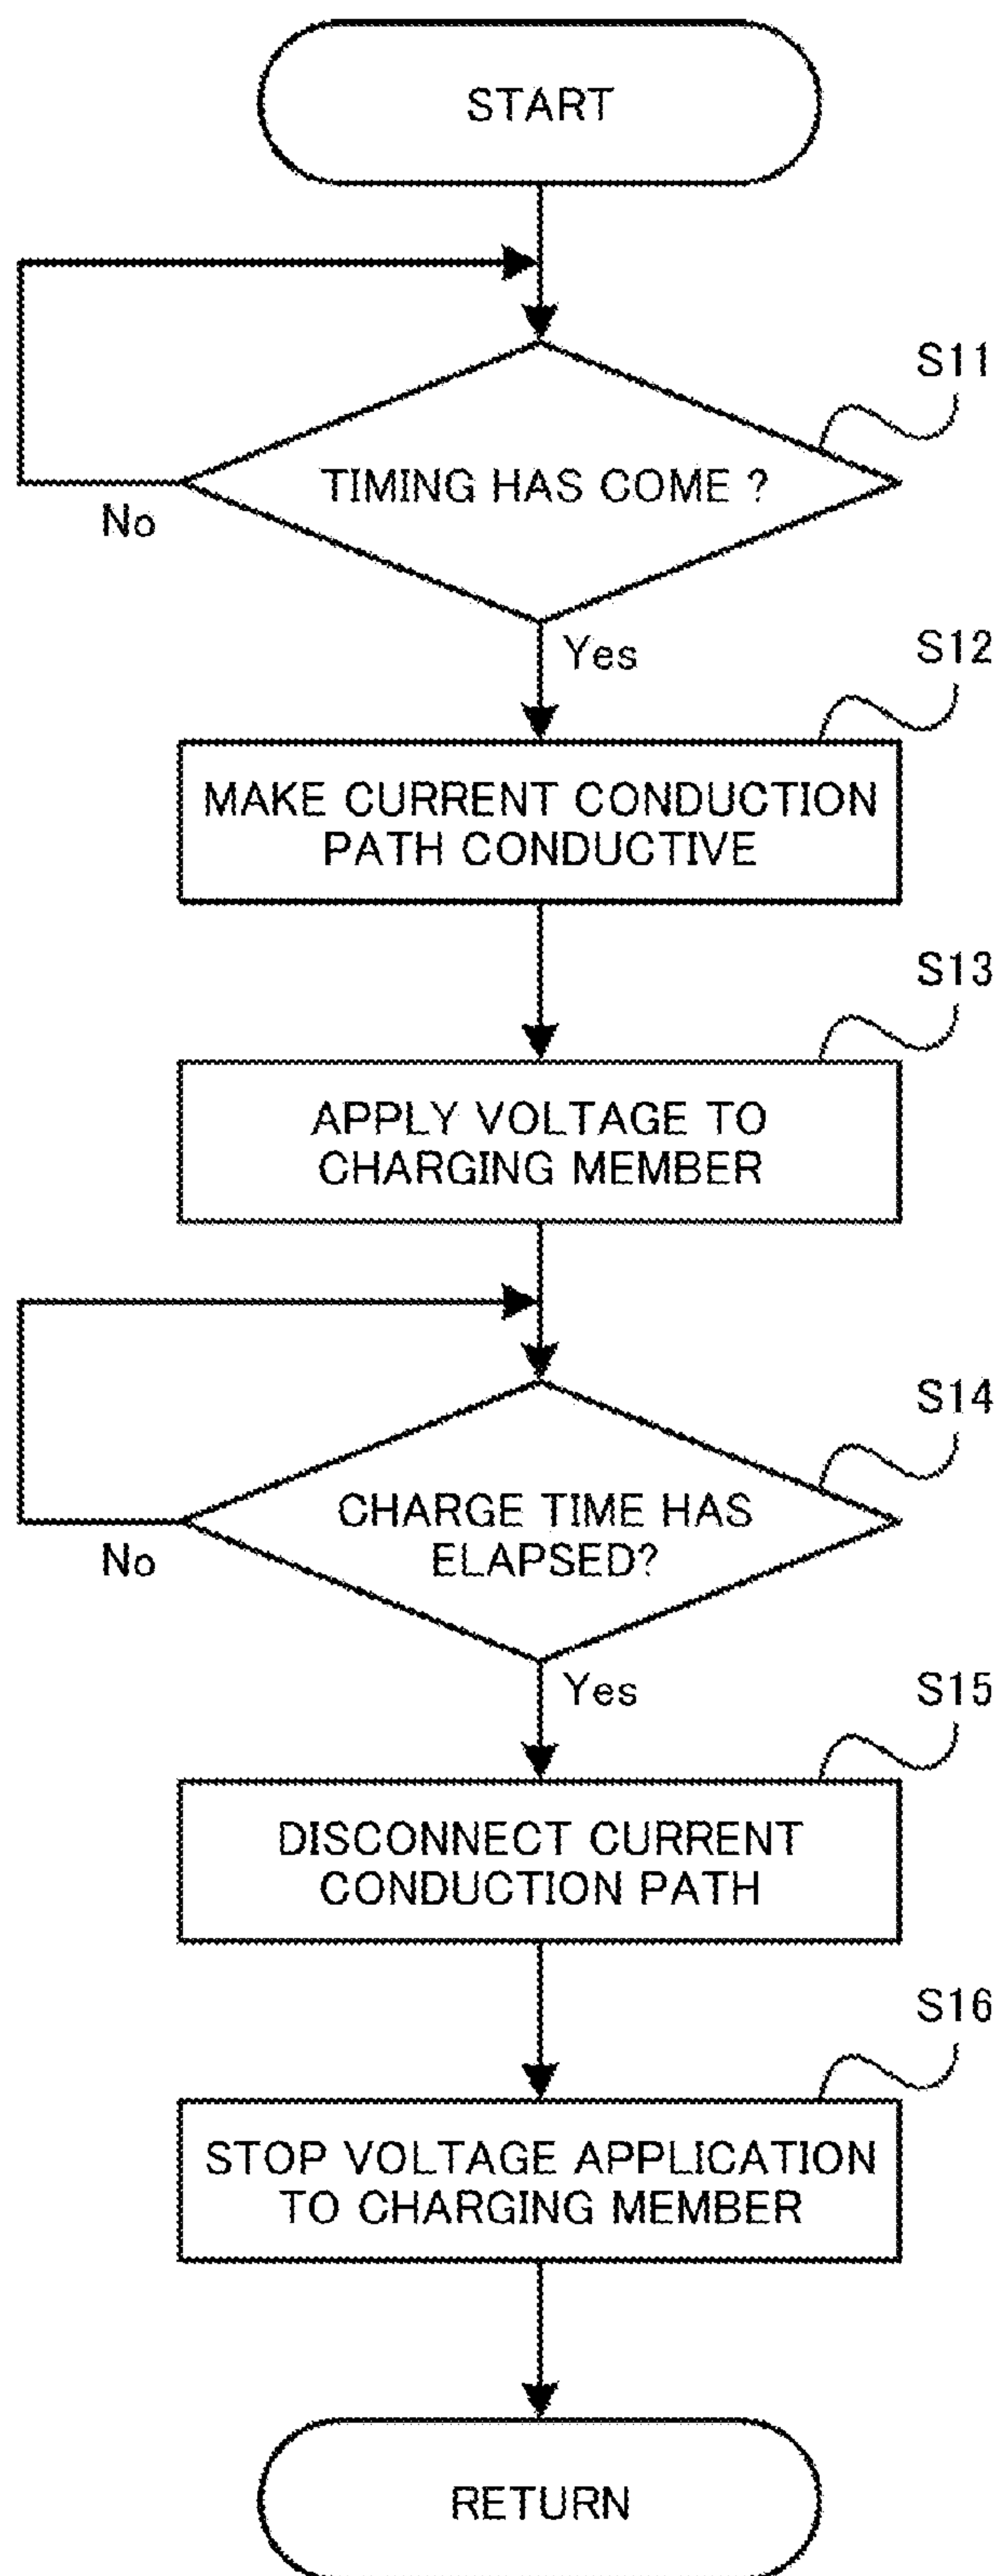 START
S11
TIMING HAS COME ?
No
Yes
S12
MAKE CURRENT CONDUCTION
PATH CONDUCTIVE
S13
APPLY VOLTAGE TO
CHARGING MEMBER
S14
CHARGE TIME HAS
ELAPSED?
No
Yes
S15
DISCONNECT CURRENT
CONDUCTION PATH
S16
STOP VOLTAGE APPLICATION
TO CHARGING MEMBER
RETURN